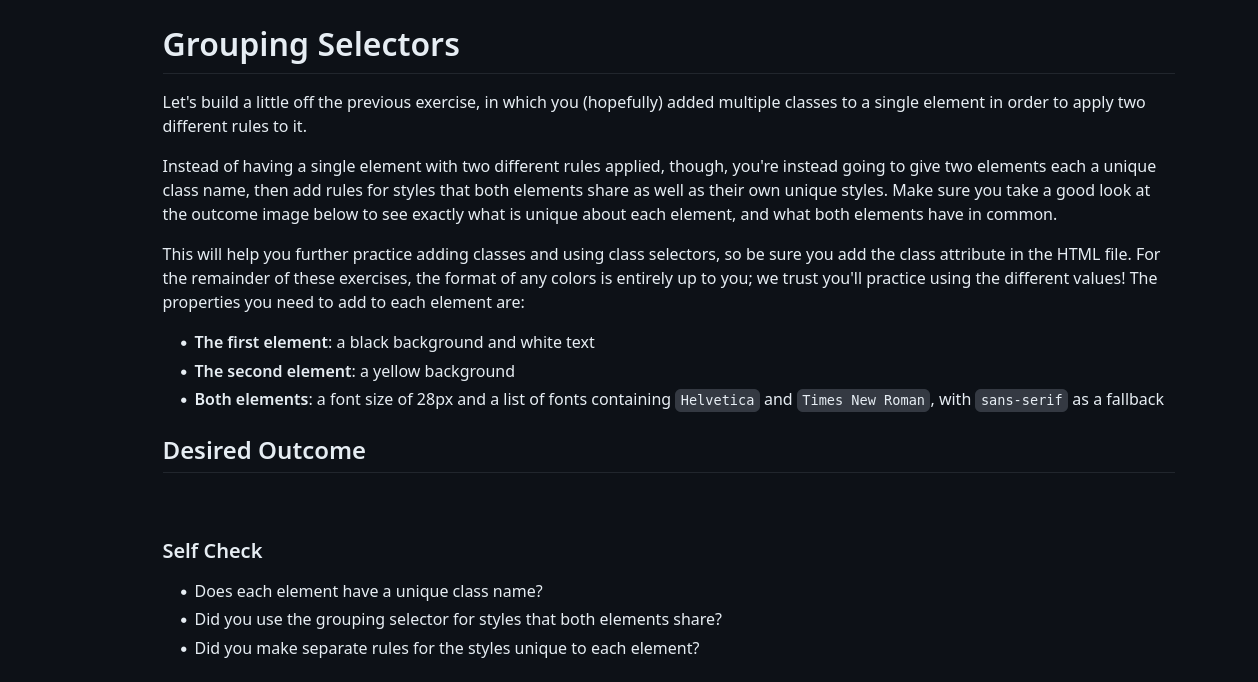 Grouping Selectors
Let's build a little off the previous exercise, in which you (hopefully) added multiple classes to a single element in order to apply two
different rules to it.
Instead of having a single element with two different rules applied, though, you're instead going to give two elements each a unique
class name, then add rules for styles that both elements share as well as their own unique styles. Make sure you take a good look at
the outcome image below to see exactly what is unique about each element, and what both elements have in common.
This will help you further practice adding classes and using class selectors, so be sure you add the class attribute in the HTML file. For
the remainder of these exercises, the format of any colors is entirely up to you; we trust you'll practice using the different values! The
properties you need to add to each element are:
• The first element: a black background and white text
• The second element: a yellow background
• Both elements: a font size of 28px and a list of fonts containing Helvetica and Times New Roman, with sans-serif as a fallback
Desired Outcome
Self Check
• Does each element have a unique class name?
• Did you use the grouping selector for styles that both elements share?
• Did you make separate rules for the styles unique to each element?